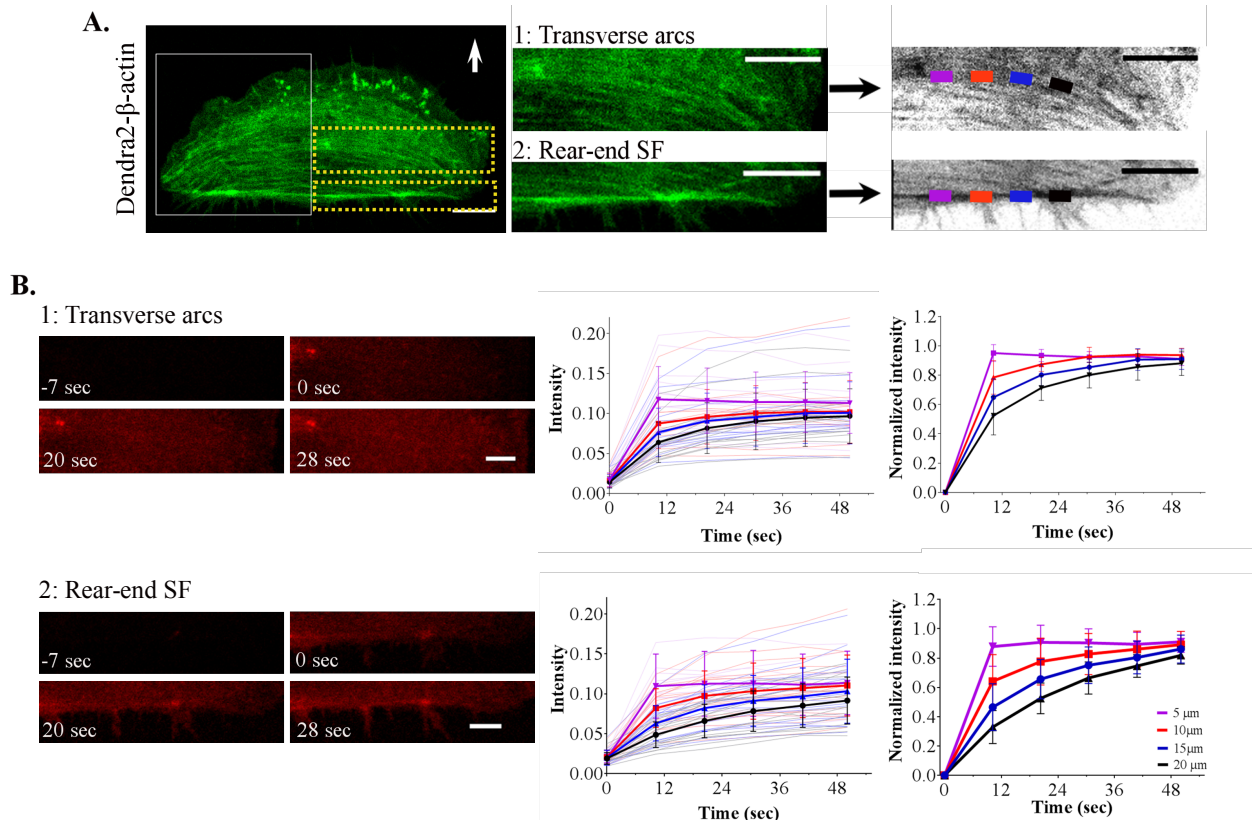 A.
Dendra2-β-actin
1: Transverse arcs
2: Rear-end SF
B.
1: Transverse arcs
-7 sec
0 sec
20 sec
28 sec
Intensity
0.20
0.15
0.10
0.05
0.00
0 12 24 36 48
Time (sec)
Normalized intensity
1.2
1.0
0.8
0.6
0.4
0.2
0.0
0 12 24 36 48
Time (sec)
2: Rear-end SF
-7 sec
0 sec
20 sec
28 sec
Intensity
0.20
0.15
0.10
0.05
0.00
0 12 24 36 48
Time (sec)
Normalized intensity
1.2
1.0
0.8
0.6
0.4
0.2
0.0
0 12 24 36 48
Time (sec)
5 μm
10μm
15μm
20 μm